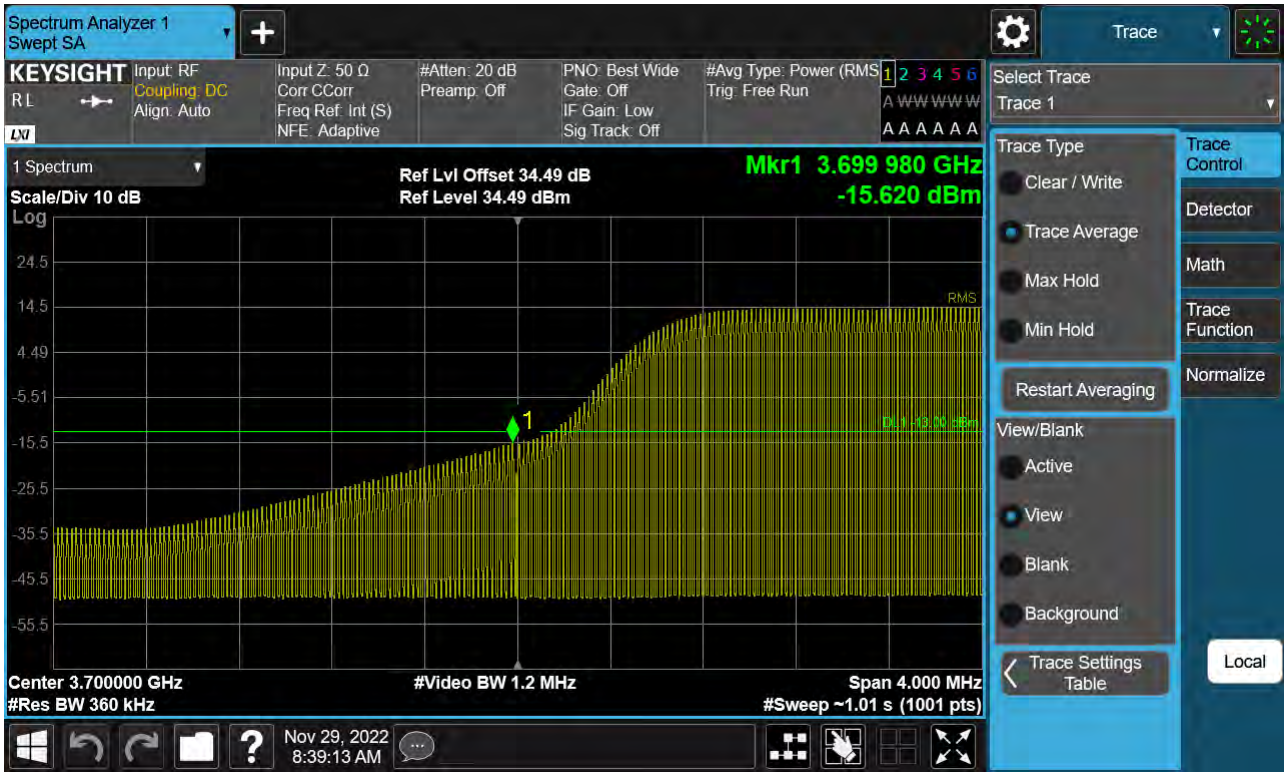 Spectrum Analyzer 1
Swept SA
Trace
KEYSIGHT
RL
LXI
Input: RF
Coupling: DC
Align: Auto
Input Z: 50 Ω
Corr CCorr
Freq Ref: Int (S)
NFE: Adaptive
#Atten: 20 dB
Preamp: Off
PNO: Best Wide
Gate: Off
IF Gain: Low
Sig Track: Off
#Avg Type: Power (RMS
Trig: Free Run
1 2 3 4 5 6
A W W W W W
A A A A A A
Select Trace
Trace 1
1 Spectrum
Scale/Div 10 dB
Log
Ref Lvl Offset 34.49 dB
Ref Level 34.49 dBm
Mkr1 3.699 980 GHz
-15.620 dBm
24.5
14.5
4.49
-5.51
-15.5
-25.5
-35.5
-45.5
-55.5
RMS
1
DL1 -13.00 dBm
Center 3.700000 GHz
#Res BW 360 kHz
#Video BW 1.2 MHz
Span 4.000 MHz
#Sweep ~1.01 s (1001 pts)
Trace Type
Clear / Write
Trace Average
Max Hold
Min Hold
Restart Averaging
View/Blank
Active
View
Blank
Background
Trace Settings
Table
Trace
Control
Detector
Math
Trace
Function
Normalize
Local
?
Nov 29, 2022
8:39:13 AM